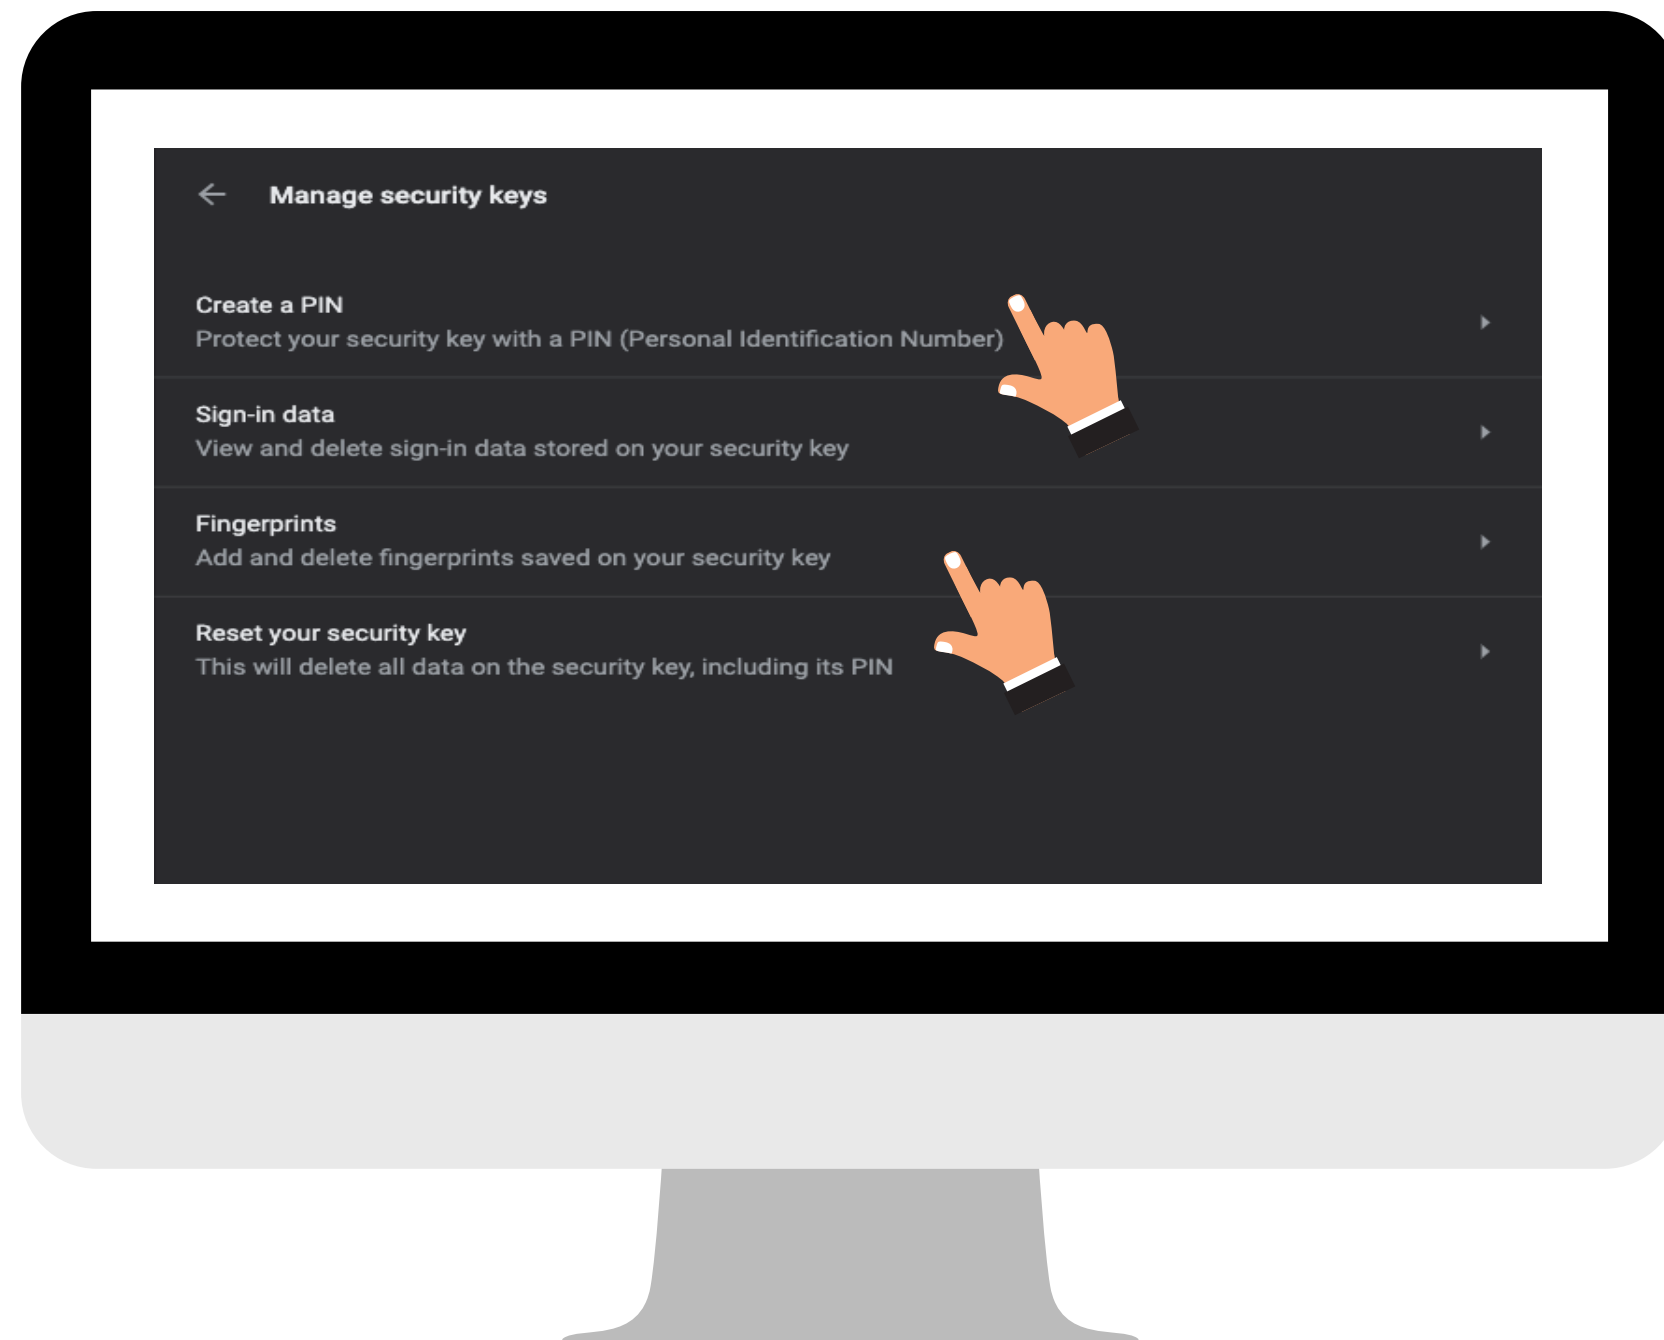 Manage security keys
Create a PIN
Protect your security key with a PIN (Personal Identification Number)
Sign-in data
View and delete sign-in data stored on your security key
Fingerprints
Add and delete fingerprints saved on your security key
Reset your security key
This will delete all data on the security key, including its PIN